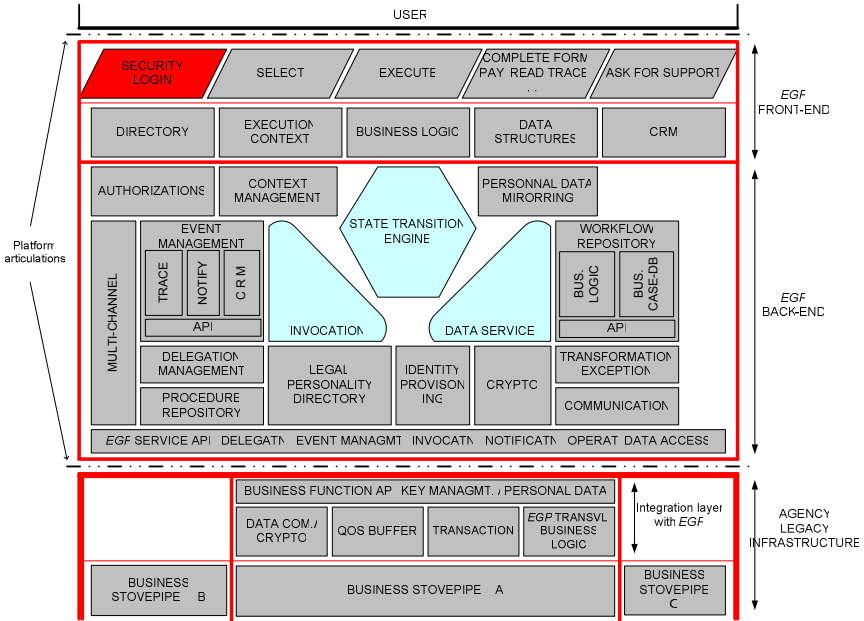 USER
SECURITY
LOGIN
SELECT
EXECUTE
COMPLETE FORM
PAY READ TRACE
. .
ASK FOR SUPPORT
EGF
FRONT-END
DIRECTORY
EXECUTION
CONTEXT
BUSINESS LOGIC
DATA
STRUCTURES
CRM
AUTHORIZATIONS
CONTEXT
MANAGEMENT
STATE TRANSITION
ENGINE
PERSONNAL DATA
MIRORRING
Platform
articulations
MULTI-CHANNEL
EVENT
MANAGEMENT
TRACE
NOTIFY
C R M
API
INVOCATION
DATA SERVICE
WORKFLOW
REPOSITORY
BUS.
LOGIC
BUS.
CASE-DB
API
EGF
BACK-END
DELEGATION
MANAGEMENT
PROCEDURE
REPOSITORY
LEGAL
PERSONALITY
DIRECTORY
IDENTITY
PROVISON
ING
CRYPTO
TRANSFORMATION
EXCEPTION
COMMUNICATION
EGF SERVICE API DELEGATN EVENT MANAGMT INVOCATN NOTIFICATN OPERAT DATA ACCESS
BUSINESS FUNCTION AP KEY MANAGMT. / PERSONAL DATA
DATA COM./
CRYPTO
QOS BUFFER
TRANSACTION
EGP TRANSVL
BUSINESS
LOGIC
Integration layer
with EGF
AGENCY
LEGACY
INFRASTRUCTURE
BUSINESS
STOVEPIPE B
BUSINESS STOVEPIPE A
BUSINESS
STOVEPIPE
C